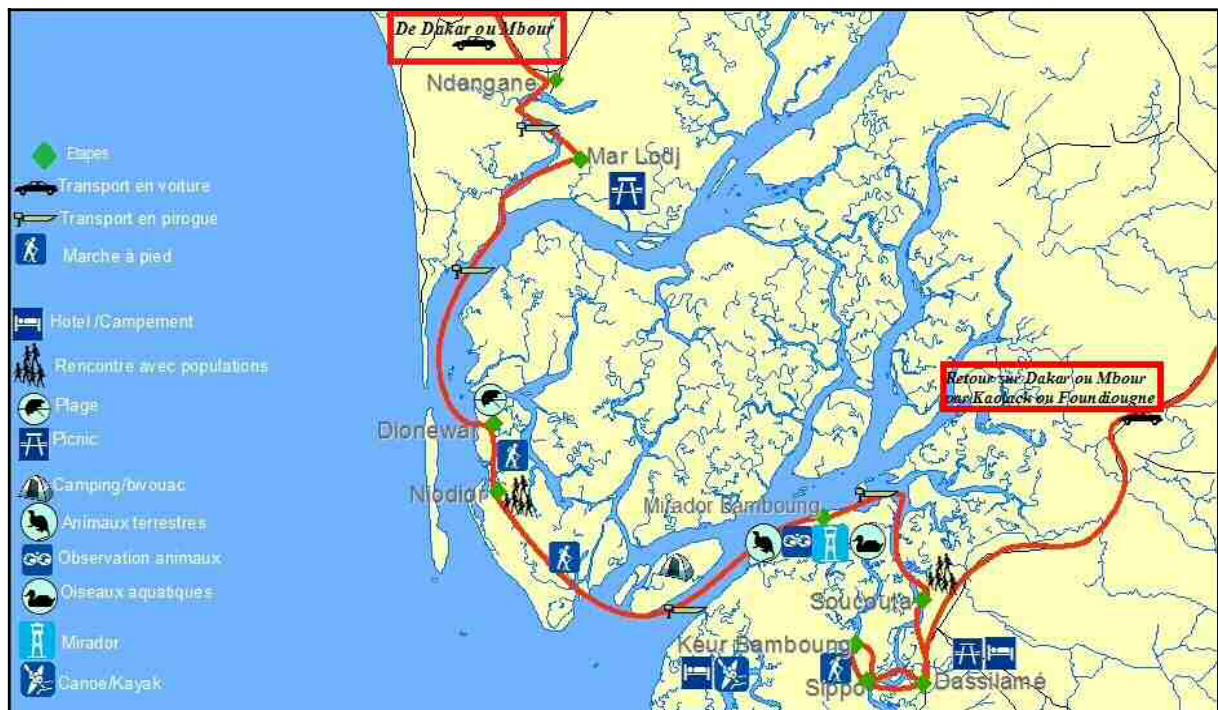 De Dakar ou Mbour
Ndangane
Mar Lodj
Etapes
Transport en voiture
Transport en pirogue
Marche à pied
Hotel /Campement
Rencontre avec populations
Plage
Picnic
Camping/bivouac
Animaux terrestres
Observation animaux
Oiseaux aquatiques
Mirador
Canoe/Kayak
Retour sur Dakar ou Mbour
par Kaolack ou Foundiougne
Dionewar
Niodior
Mirador Bamboung
Soucouta
Keur Bamboung
Sippo
Dassilamé